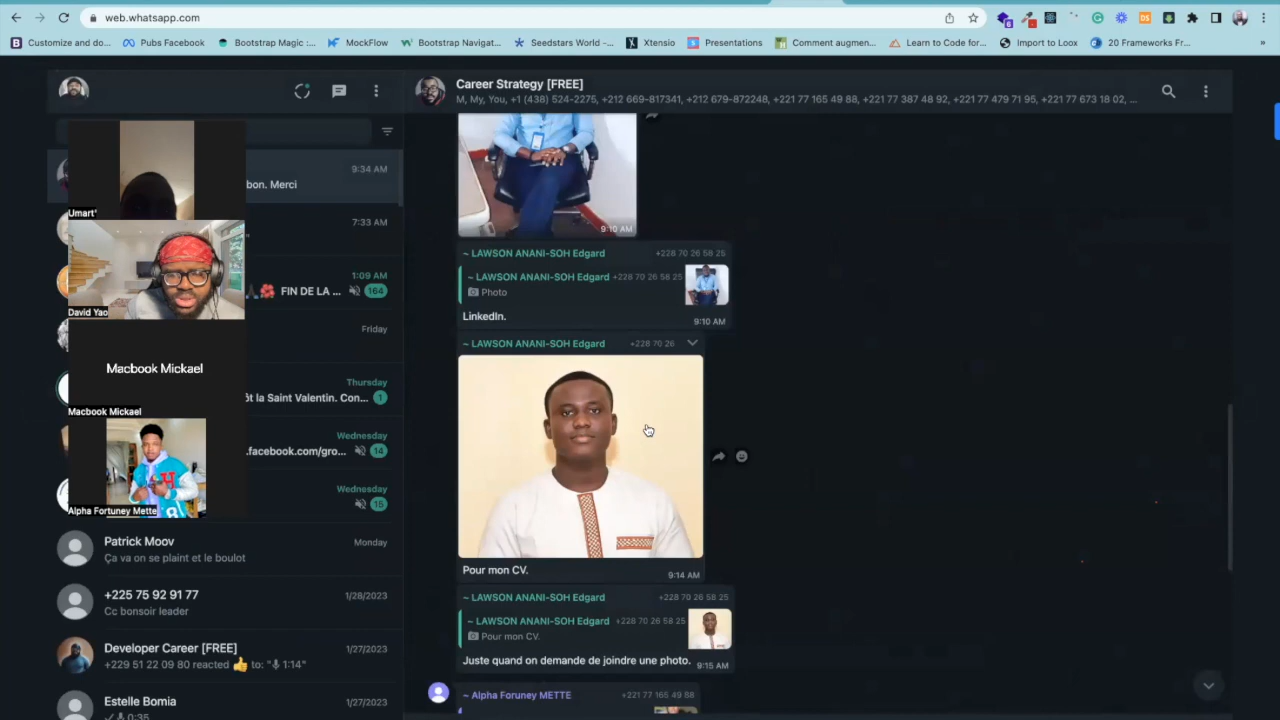 web.whatsapp.com
Customize and do...
Pubs Facebook
Bootstrap Magic :...
MockFlow
Bootstrap Navigat...
Seedstars World -...
Xtensio
Presentations
Comment augmen...
Learn to Code for...
Import to Loox
20 Frameworks Fr...
»
Career Strategy [FREE]
M, My, You, +1 (438) 524-2275, +212 669-817341, +212 679-872248, +221 77 165 49 88, +221 77 387 48 92, +221 77 479 71 95, +221 77 673 18 02, ...
9:34 AM
bon. Merci
Umart'
7:33 AM
David Yao
1:09 AM
FIN DE LA ...
164
Friday
Macbook Mickael
Macbook Mickael
Thursday
ôt la Saint Valentin. Con...
1
Wednesday
.facebook.com/gro...
14
Wednesday
15
Alpha Fortuney Mette
Patrick Moov
Monday
Ça va on se plaint et le boulot
+225 75 92 91 77
1/28/2023
Cc bonsoir leader
Developer Career [FREE]
1/27/2023
+229 51 22 09 80 reacted 👍 to: "🎙 1:14"
Estelle Bomia
1/27/2023
0:35
9:10 AM
~ LAWSON ANANI-SOH Edgard
+228 70 26 58 25
~ LAWSON ANANI-SOH Edgard +228 70 26 58 25
Photo
LinkedIn.
9:10 AM
~ LAWSON ANANI-SOH Edgard
+228 70 26
Pour mon CV.
9:14 AM
~ LAWSON ANANI-SOH Edgard
+228 70 26 58 25
~ LAWSON ANANI-SOH Edgard +228 70 26 58 25
Pour mon CV.
Juste quand on demande de joindre une photo.
9:15 AM
~ Alpha Foruney METTE
+221 77 165 49 88